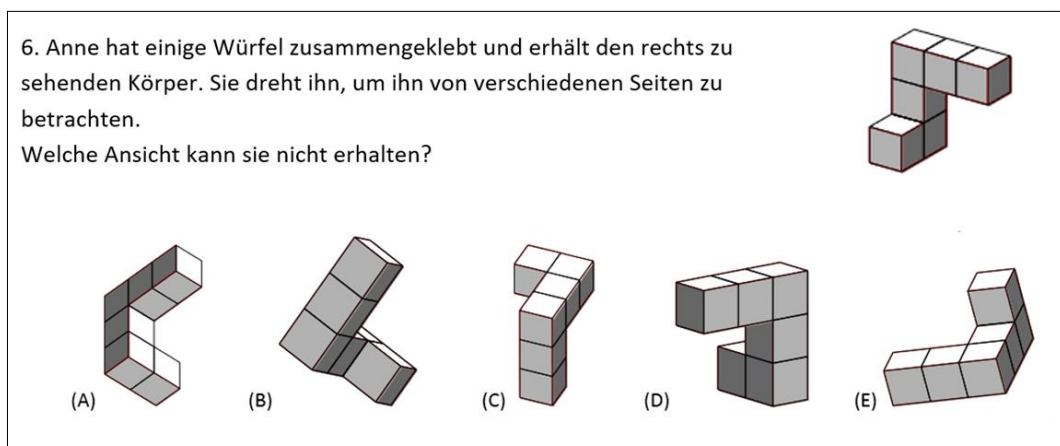 6. Anne hat einige Würfel zusammengeklebt und erhält den rechts zu
sehenden Körper. Sie dreht ihn, um ihn von verschiedenen Seiten zu
betrachten.
Welche Ansicht kann sie nicht erhalten?
(A) (B) (C) (D) (E)